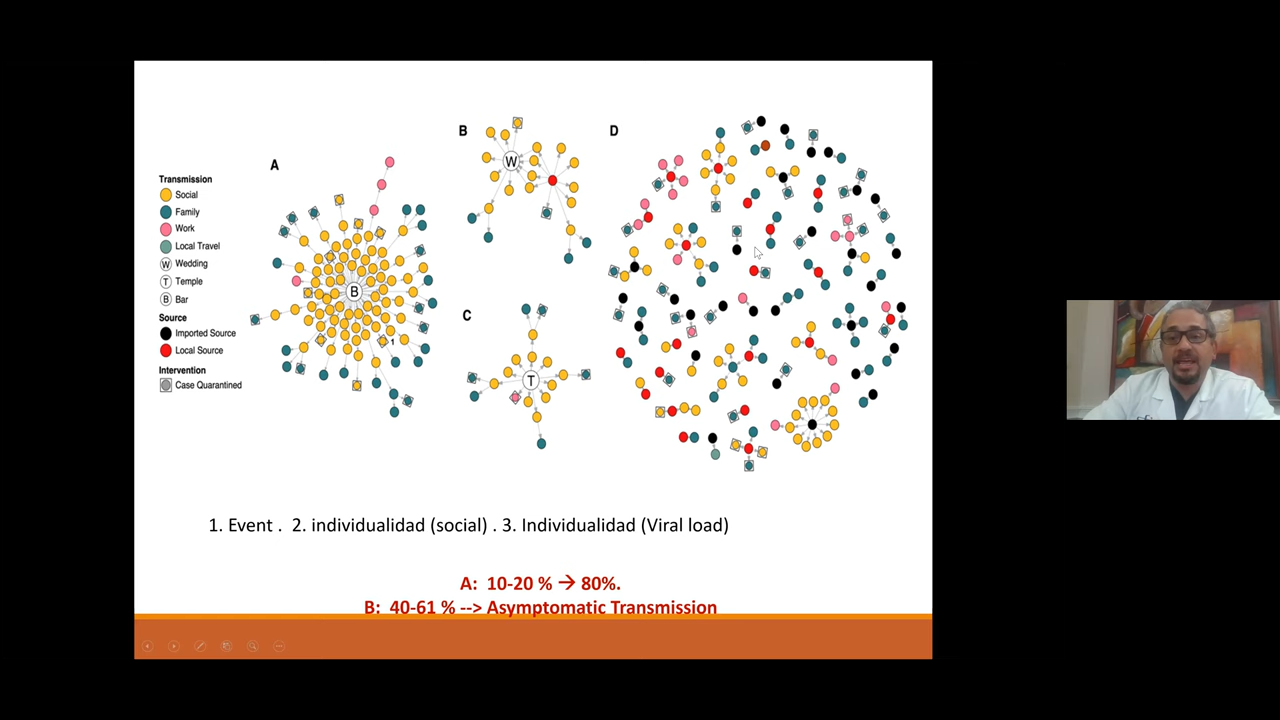 A
B
D
Transmission
Social
Family
Work
Local Travel
W Wedding
T Temple
B Bar
Source
Imported Source
Local Source
Intervention
Case Quarantined
B
1
W
C
T
1. Event . 2. individualidad (social) . 3. Individualidad (Viral load)
A: 10-20 % → 80%.
B: 40-61 % --> Asymptomatic Transmission